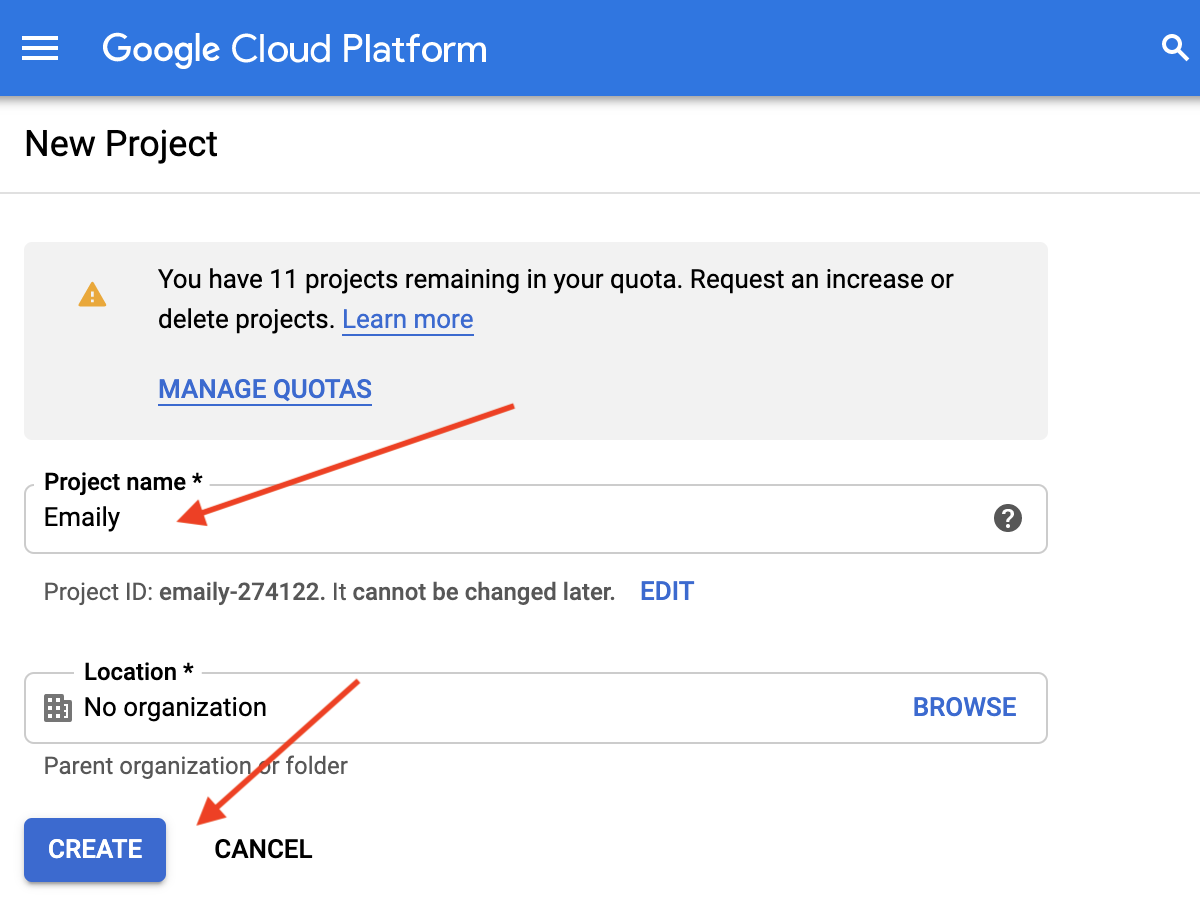 Google Cloud Platform
New Project
You have 11 projects remaining in your quota. Request an increase or
delete projects. Learn more
MANAGE QUOTAS
Project name *
Emaily
Project ID: emaily-274122. It cannot be changed later. EDIT
Location *
No organization BROWSE
Parent organization or folder
CREATE CANCEL